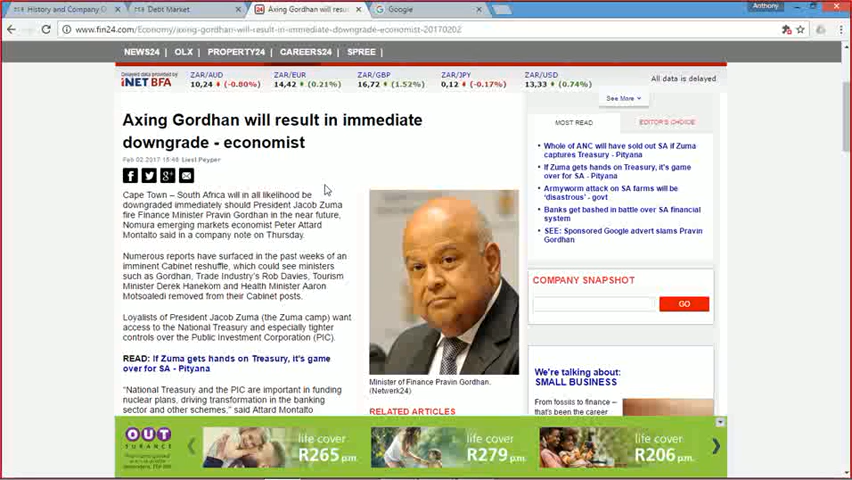 History and Company O
Debt Market
Axing Gordhan will resu
Google
Anthony
www.fin24.com/Economy/axing-gordhan-will-result-in-immediate-downgrade-economist-20170202
NEWS24 OLX PROPERTY24 CAREERS24 SPREE
Delayed data provided by
iNET BFA
ZAR/AUD
10,24 (-0.80%)
ZAR/EUR
14,42 (0.21%)
ZAR/GBP
16,72 (1.52%)
ZAR/JPY
0,12 (-0.17%)
ZAR/USD
13,33 (0.74%)
All data is delayed
See More
Axing Gordhan will result in immediate
downgrade - economist
Feb 02 2017 15:46 Liesl Peyper
Cape Town – South Africa will in all likelihood be
downgraded immediately should President Jacob Zuma
fire Finance Minister Pravin Gordhan in the near future,
Nomura emerging markets economist Peter Attard
Montalto said in a company note on Thursday.
Numerous reports have surfaced in the past weeks of an
imminent Cabinet reshuffle, which could see ministers
such as Gordhan, Trade Industry's Rob Davies, Tourism
Minister Derek Hanekom and Health Minister Aaron
Motsoaledi removed from their Cabinet posts.
Loyalists of President Jacob Zuma (the Zuma camp) want
access to the National Treasury and especially tighter
controls over the Public Investment Corporation (PIC).
READ: If Zuma gets hands on Treasury, it's game
over for SA - Pityana
“National Treasury and the PIC are important in funding
nuclear plans, driving transformation in the banking
sector and other schemes,” said Attard Montalto
Minister of Finance Pravin Gordhan.
(Netwerk24)
RELATED ARTICLES
MOST READ
EDITOR'S CHOICE
Whole of ANC will have sold out SA if Zuma
captures Treasury - Pityana
If Zuma gets hands on Treasury, it's game
over for SA - Pityana
Armyworm attack on SA farms will be
'disastrous' - govt
Banks get bashed in battle over SA financial
system
SEE: Sponsored Google advert slams Pravin
Gordhan
COMPANY SNAPSHOT
GO
We're talking about:
SMALL BUSINESS
From fossils to finance –
that's been the career
OUT
SURANCE
life cover
R265 p.m.
life cover
R279 p.m.
life cover
R206 p.m.